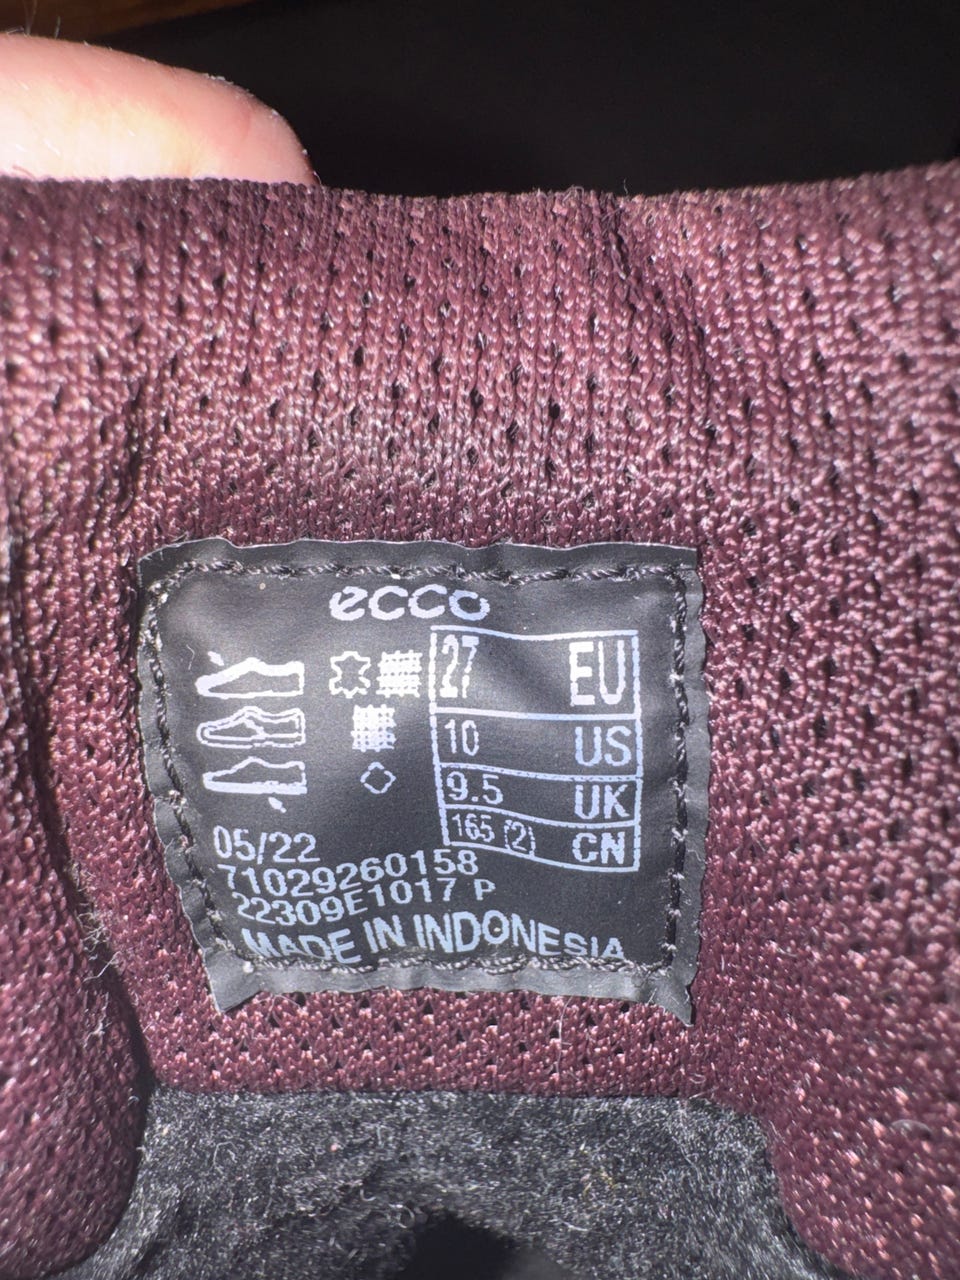 ecco
27 EU
10 US
9.5 UK
165 (2) CN
05/22
71029260158
22309E1017 P
MADE IN INDONESIA